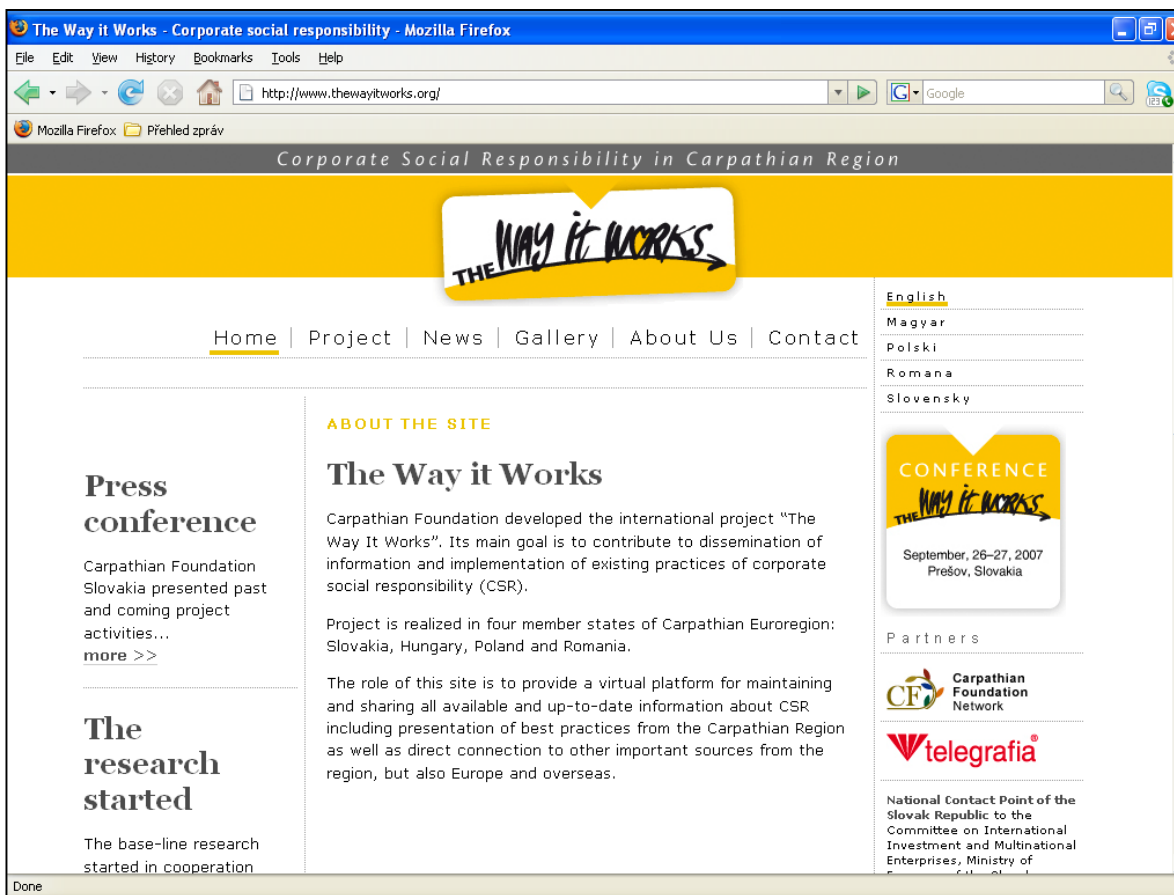 The Way it Works - Corporate social responsibility - Mozilla Firefox
File Edit View History Bookmarks Tools Help
http://www.thewayitworks.org/
G Google
Mozilla Firefox Přehled zpráv
Corporate Social Responsibility in Carpathian Region
THE WAY it WORKS
Home | Project | News | Gallery | About Us | Contact
English
Magyar
Polski
Romana
Slovensky
Press
conference
Carpathian Foundation
Slovakia presented past
and coming project
activities...
more >>
The
research
started
The base-line research
started in cooperation
ABOUT THE SITE
The Way it Works
Carpathian Foundation developed the international project “The
Way It Works”. Its main goal is to contribute to dissemination of
information and implementation of existing practices of corporate
social responsibility (CSR).
Project is realized in four member states of Carpathian Euroregion:
Slovakia, Hungary, Poland and Romania.
The role of this site is to provide a virtual platform for maintaining
and sharing all available and up-to-date information about CSR
including presentation of best practices from the Carpathian Region
as well as direct connection to other important sources from the
region, but also Europe and overseas.
CONFERENCE
THE WAY it WORKS
September, 26–27, 2007
Prešov, Slovakia
Partners
CF Carpathian
Foundation
Network
telegrafia®
National Contact Point of the
Slovak Republic to the
Committee on International
Investment and Multinational
Enterprises, Ministry of
Done